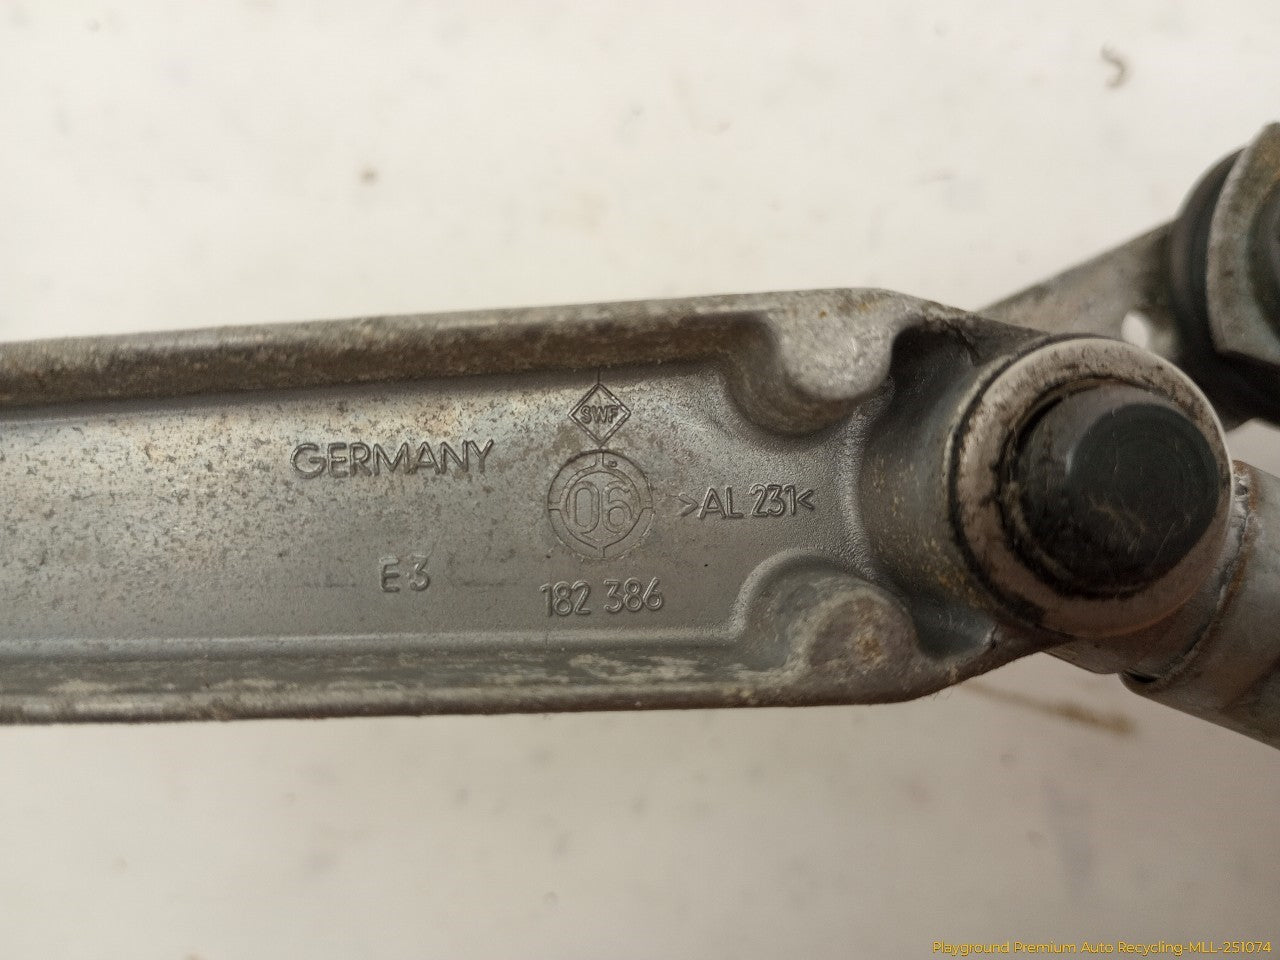 SWF
GERMANY
06
>AL 231<
E3
182 386
Playground Premium Auto Recycling-MLL-251074